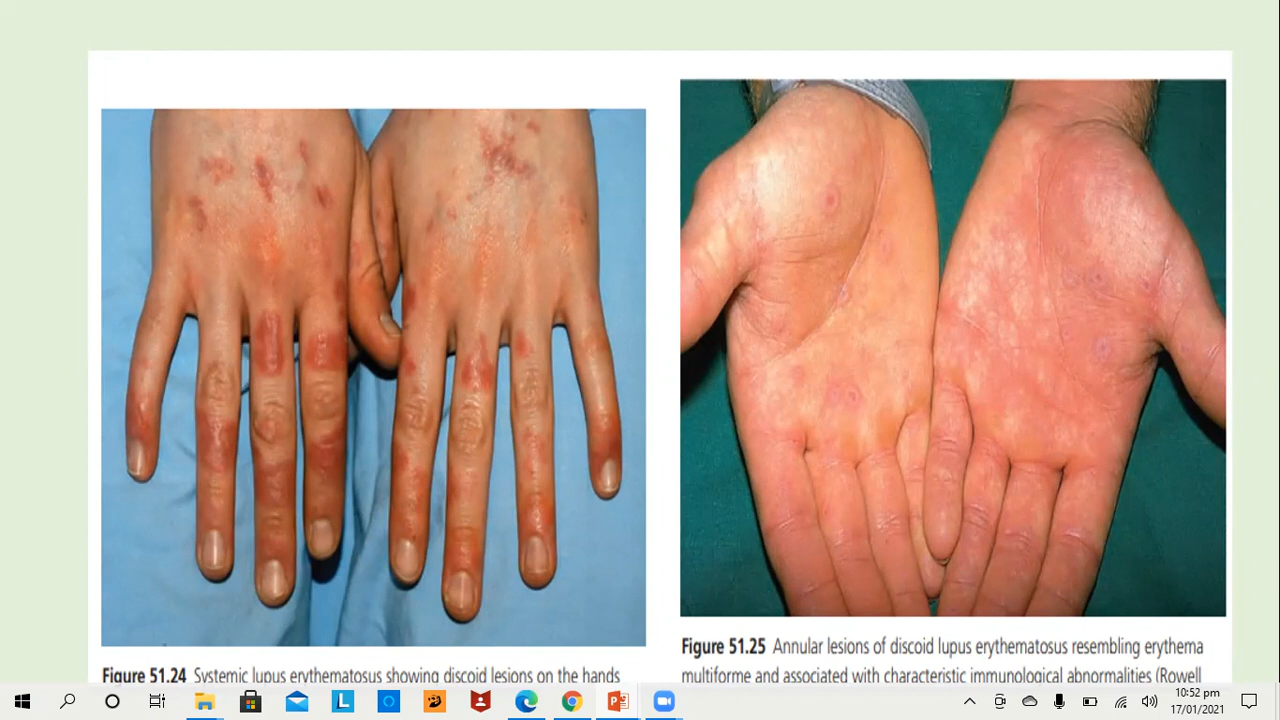 Figure 51.24 Systemic lupus erythematosus showing discoid lesions on the hands
Figure 51.25 Annular lesions of discoid lupus erythematosus resembling erythema
multiforme and associated with characteristic immunological abnormalities (Rowell
10:52 pm
17/01/2021